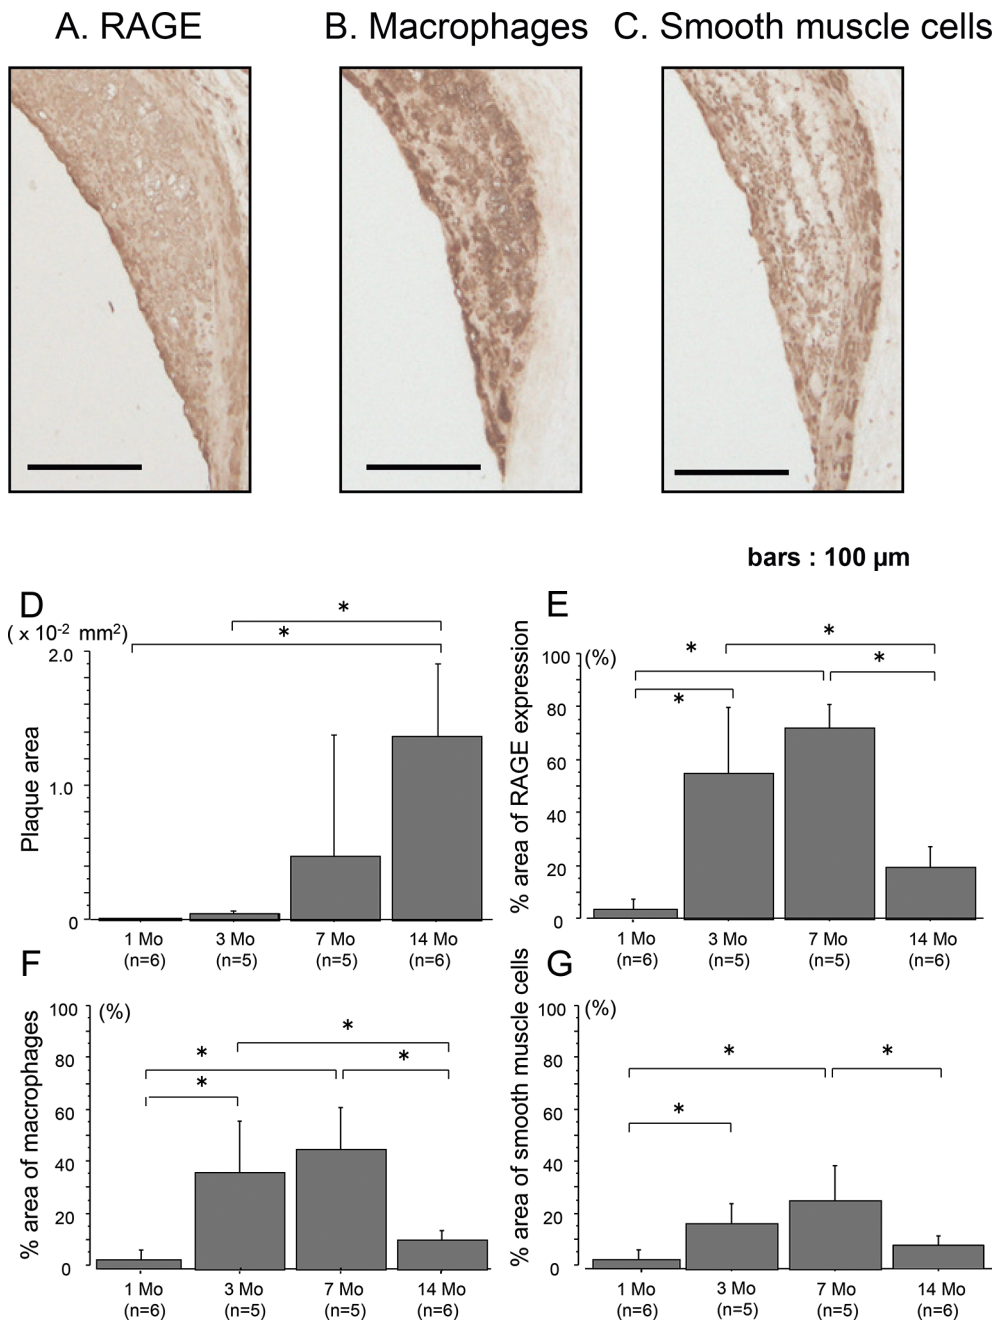 A. RAGE
B. Macrophages
C. Smooth muscle cells
bars : 100 µm
D
( x 10-2 mm2)
*
*
2.0
1.0
0
Plaque area
1 Mo
3 Mo
7 Mo
14 Mo
(n=6)
(n=5)
(n=5)
(n=6)
E
(%)
*
*
*
*
100
80
60
40
20
0
% area of RAGE expression
1 Mo
3 Mo
7 Mo
14 Mo
(n=6)
(n=5)
(n=5)
(n=6)
F
(%)
*
*
*
*
100
80
60
40
20
0
% area of macrophages
1 Mo
3 Mo
7 Mo
14 Mo
(n=6)
(n=5)
(n=5)
(n=6)
G
(%)
*
*
*
100
80
60
40
20
0
% area of smooth muscle cells
1 Mo
3 Mo
7 Mo
14 Mo
(n=6)
(n=5)
(n=5)
(n=6)